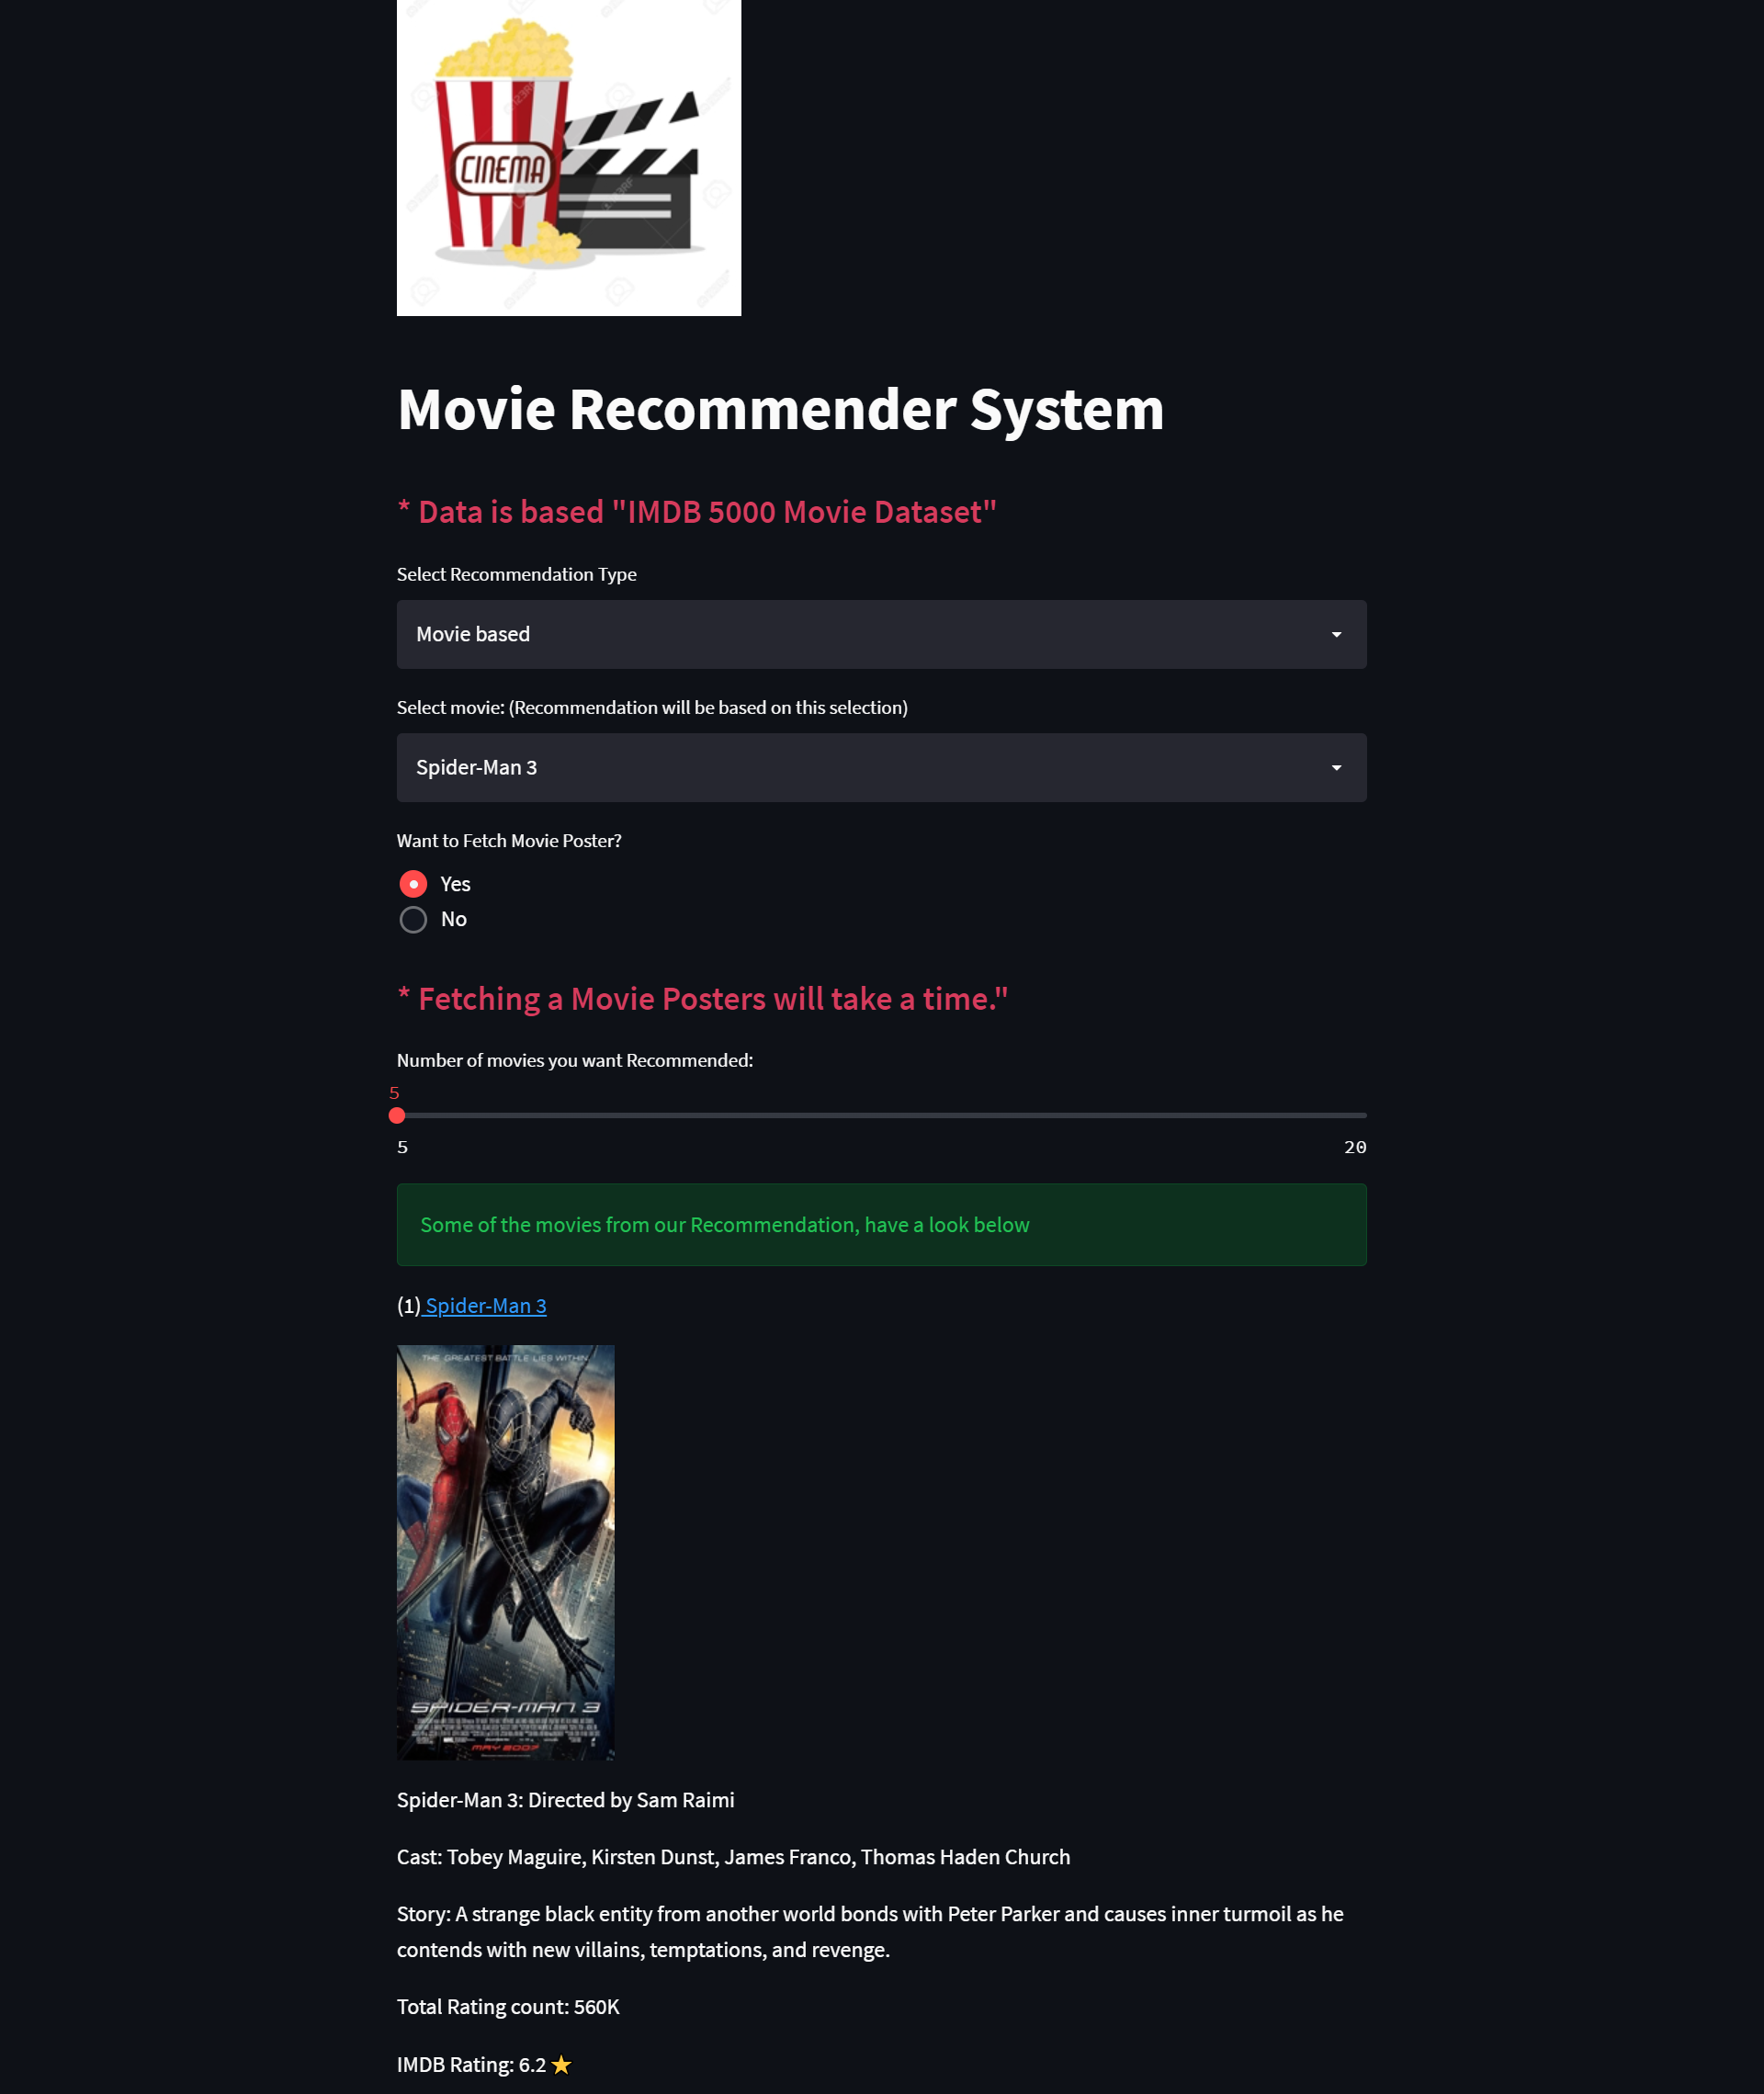 CINEMA
123RF
Movie Recommender System
* Data is based "IMDB 5000 Movie Dataset"
Select Recommendation Type
Movie based
Select movie: (Recommendation will be based on this selection)
Spider-Man 3
Want to Fetch Movie Poster?
Yes
No
* Fetching a Movie Posters will take a time."
Number of movies you want Recommended:
5
5 20
Some of the movies from our Recommendation, have a look below
(1) Spider-Man 3
THE GREATEST BATTLE LIES WITHIN
SPIDER-MAN 3
MAY 2007
Spider-Man 3: Directed by Sam Raimi
Cast: Tobey Maguire, Kirsten Dunst, James Franco, Thomas Haden Church
Story: A strange black entity from another world bonds with Peter Parker and causes inner turmoil as he
contends with new villains, temptations, and revenge.
Total Rating count: 560K
IMDB Rating: 6.2